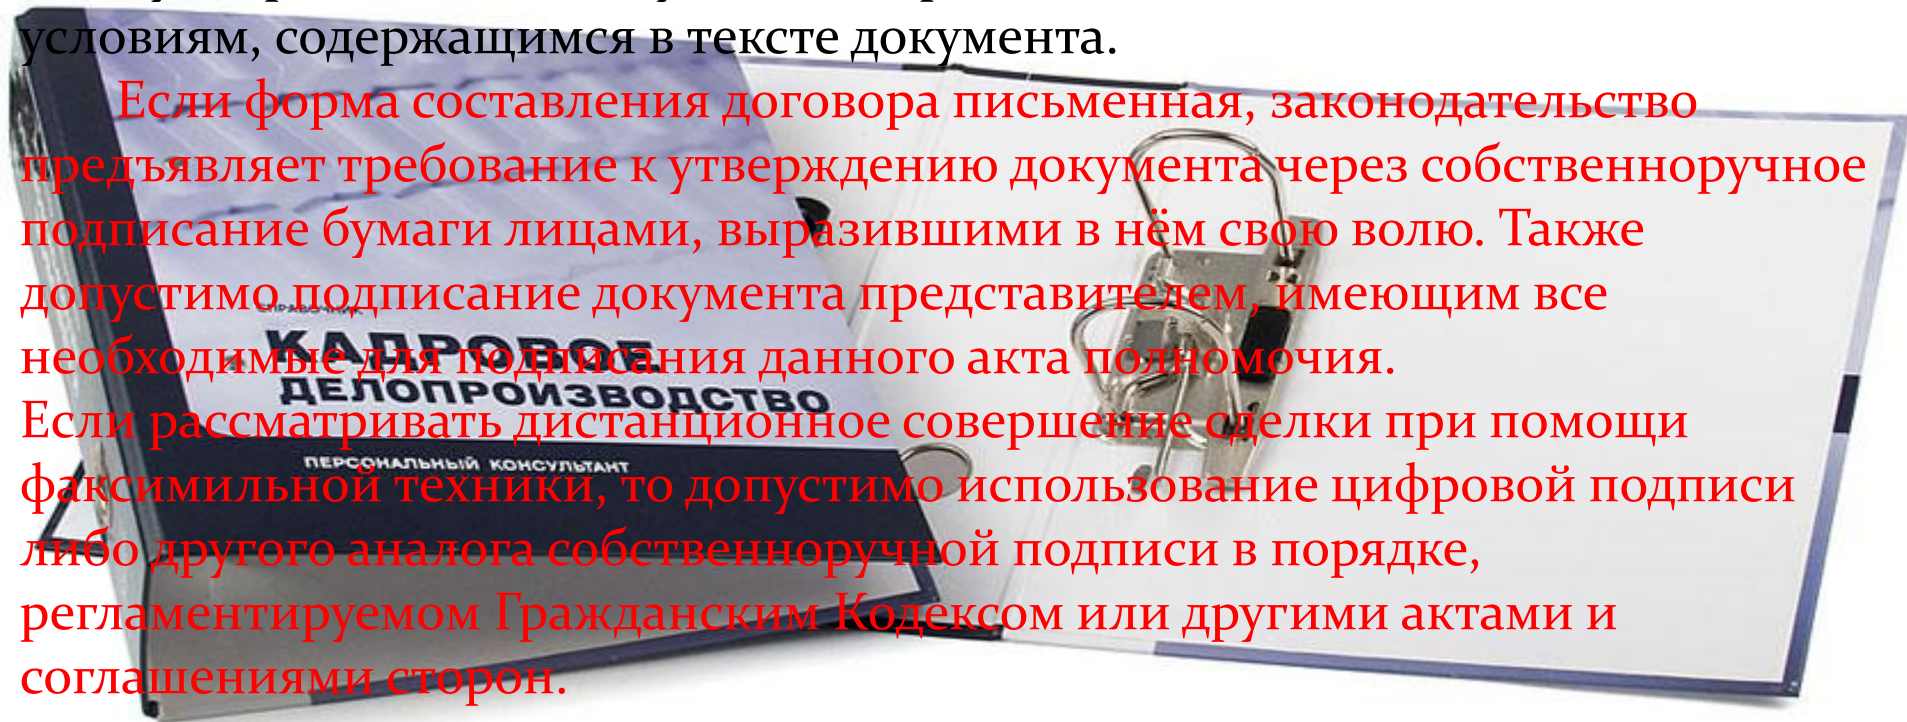 условиям, содержащимся в тексте документа.
Если форма составления договора письменная, законодательство
предъявляет требование к утверждению документа через собственноручное
подписание бумаги лицами, выразившими в нём свою волю. Также
допустимо подписание документа представителем, имеющим все
необходимые для подписания данного акта полномочия.
Если рассматривать дистанционное совершение сделки при помощи
факсимильной техники, то допустимо использование цифровой подписи
либо другого аналога собственноручной подписи в порядке,
регламентируемом Гражданским Кодексом или другими актами и
соглашениями сторон.
СПРАВОЧНИК
КАДРОВОЕ
ДЕЛОПРОИЗВОДСТВО
ПЕРСОНАЛЬНЫЙ КОНСУЛЬТАНТ